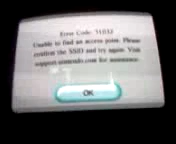 Error Code: 51032
Unable to find an access point. Please
confirm the SSID and try again. Visit
support.nintendo.com for assistance.
OK